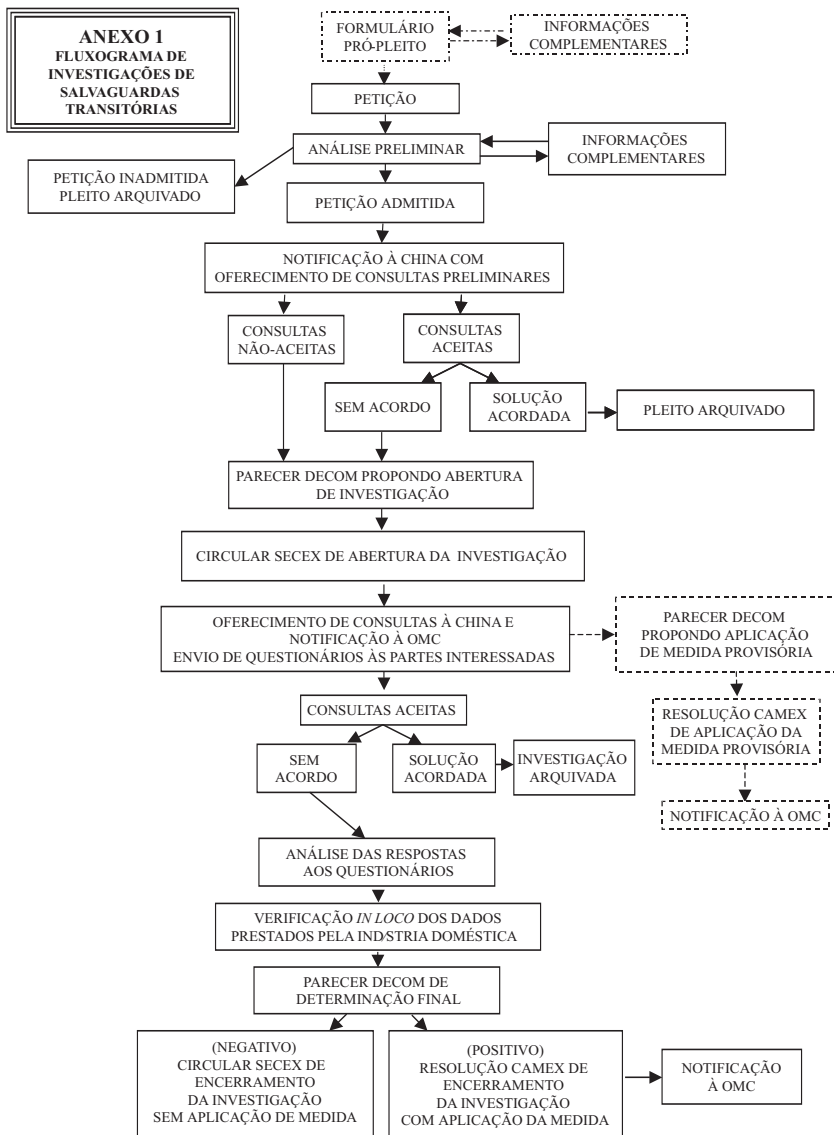 ANEXO 1
FLUXOGRAMA DE
INVESTIGAÇÕES DE
SALVAGUARDAS
TRANSITÓRIAS
FORMULÁRIO
PRÓ-PLEITO
INFORMAÇÕES
COMPLEMENTARES
PETIÇÃO
ANÁLISE PRELIMINAR
INFORMAÇÕES
COMPLEMENTARES
PETIÇÃO INADMITIDA
PLEITO ARQUIVADO
PETIÇÃO ADMITIDA
NOTIFICAÇÃO À CHINA COM
OFERECIMENTO DE CONSULTAS PRELIMINARES
CONSULTAS
NÃO-ACEITAS
CONSULTAS
ACEITAS
SEM ACORDO
SOLUÇÃO
ACORDADA
PLEITO ARQUIVADO
PARECER DECOM PROPONDO ABERTURA
DE INVESTIGAÇÃO
CIRCULAR SECEX DE ABERTURA DA INVESTIGAÇÃO
OFERECIMENTO DE CONSULTAS À CHINA E
NOTIFICAÇÃO À OMC
ENVIO DE QUESTIONÁRIOS ÀS PARTES INTERESSADAS
PARECER DECOM
PROPONDO APLICAÇÃO
DE MEDIDA PROVISÓRIA
CONSULTAS ACEITAS
RESOLUÇÃO CAMEX
DE APLICAÇÃO DA
MEDIDA PROVISÓRIA
SEM
ACORDO
SOLUÇÃO
ACORDADA
INVESTIGAÇÃO
ARQUIVADA
NOTIFICAÇÃO À OMC
ANÁLISE DAS RESPOSTAS
AOS QUESTIONÁRIOS
VERIFICAÇÃO IN LOCO DOS DADOS
PRESTADOS PELA IND/STRIA DOMÉSTICA
PARECER DECOM DE
DETERMINAÇÃO FINAL
(NEGATIVO)
CIRCULAR SECEX DE
ENCERRAMENTO
DA INVESTIGAÇÃO
SEM APLICAÇÃO DE MEDIDA
(POSITIVO)
RESOLUÇÃO CAMEX DE
ENCERRAMENTO
DA INVESTIGAÇÃO
COM APLICAÇÃO DA MEDIDA
NOTIFICAÇÃO
À OMC